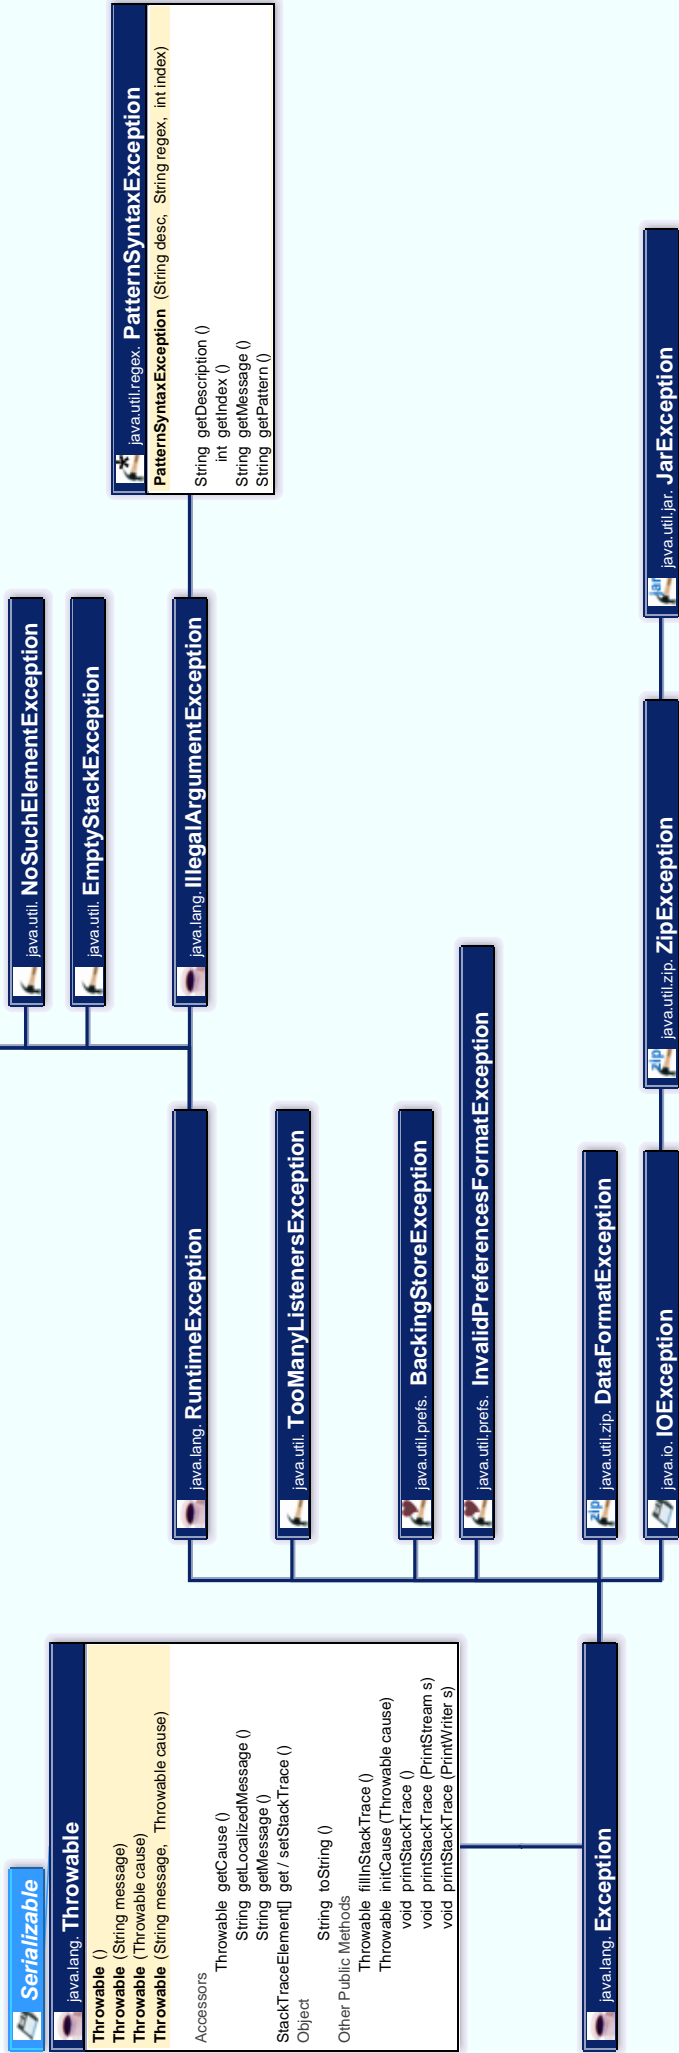 Serializable
java.lang. Throwable
Throwable ()
Throwable (String message)
Throwable (Throwable cause)
Throwable (String message, Throwable cause)
Accessors
Throwable getCause ()
String getLocalizedMessage ()
String getMessage ()
StackTraceElement[] get / setStackTrace ()
Object
String toString ()
Other Public Methods
Throwable fillInStackTrace ()
Throwable initCause (Throwable cause)
void printStackTrace ()
void printStackTrace (PrintStream s)
void printStackTrace (PrintWriter s)
java.lang. Exception
java.lang. RuntimeException
java.util. TooManyListenersException
java.util.prefs. BackingStoreException
java.util.prefs. InvalidPreferencesFormatException
zip
java.util.zip. DataFormatException
java.io. IOException
java.util. NoSuchElementException
java.util. EmptyStackException
java.lang. IllegalArgumentException
zip
java.util.zip. ZipException
*
java.util.regex. PatternSyntaxException
PatternSyntaxException (String desc, String regex, int index)
String getDescription ()
int getIndex ()
String getMessage ()
String getPattern ()
jar
java.util.jar. JarException